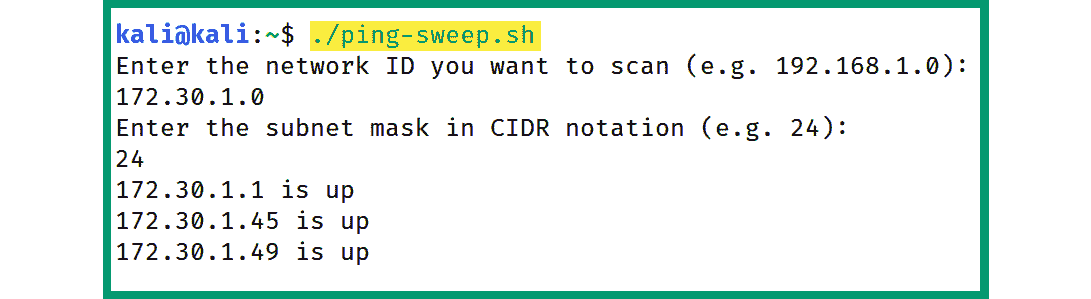 kali@kali:~$ ./ping-sweep.sh
Enter the network ID you want to scan (e.g. 192.168.1.0):
172.30.1.0
Enter the subnet mask in CIDR notation (e.g. 24):
24
172.30.1.1 is up
172.30.1.45 is up
172.30.1.49 is up